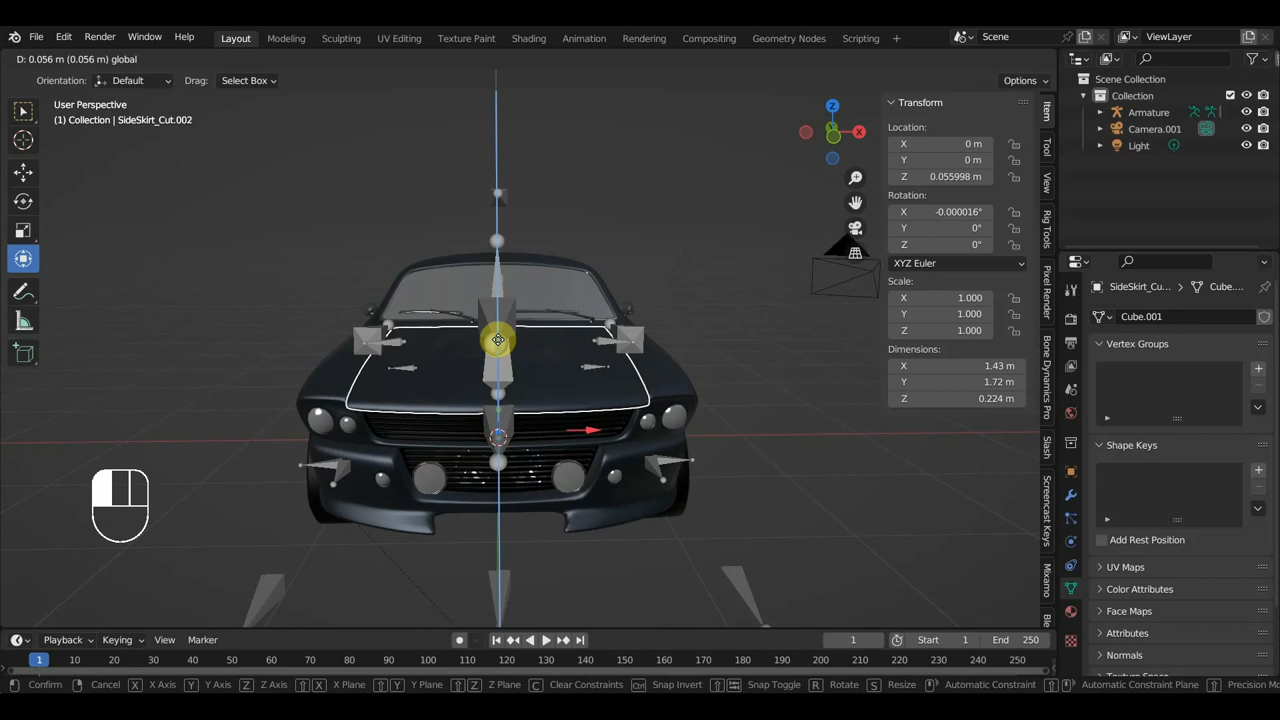 File Edit Render Window Help Layout Modeling Sculpting UV Editing Texture Paint Shading Animation Rendering Compositing Geometry Nodes Scripting + Scene ViewLayer
D: 0.056 m (0.056 m) global
Orientation: Default Drag: Select Box Options
User Perspective
(1) Collection | SideSkirt_Cut.002
Z
X
Transform
Location:
X 0 m
Y 0 m
Z 0.055998 m
Rotation:
X -0.000016°
Y 0°
Z 0°
XYZ Euler
Scale:
X 1.000
Y 1.000
Z 1.000
Dimensions:
X 1.43 m
Y 1.72 m
Z 0.224 m
Item
Tool
View
Rig Tools
Pixel Render
Bone Dynamics Pro
Slash
Screencast Keys
Mixamo
Scene Collection
Collection
Armature
Camera.001
Light
SideSkirt_Cu... Cube....
Cube.001
Vertex Groups
Shape Keys
Add Rest Position
UV Maps
Color Attributes
Face Maps
Attributes
Normals
Playback Keying View Marker 1 Start 1 End 250
1 10 20 30 40 50 60 70 80 90 100 110 120 130 140 150 160 170 180 190 200 210 220 230 240 250
Confirm Cancel X X Axis Y Y Axis Z Z Axis X X Plane Y Y Plane Z Z Plane C Clear Constraints Ctrl Snap Invert Snap Toggle R Rotate S Resize Automatic Constraint Automatic Constraint Plane Precision Mo